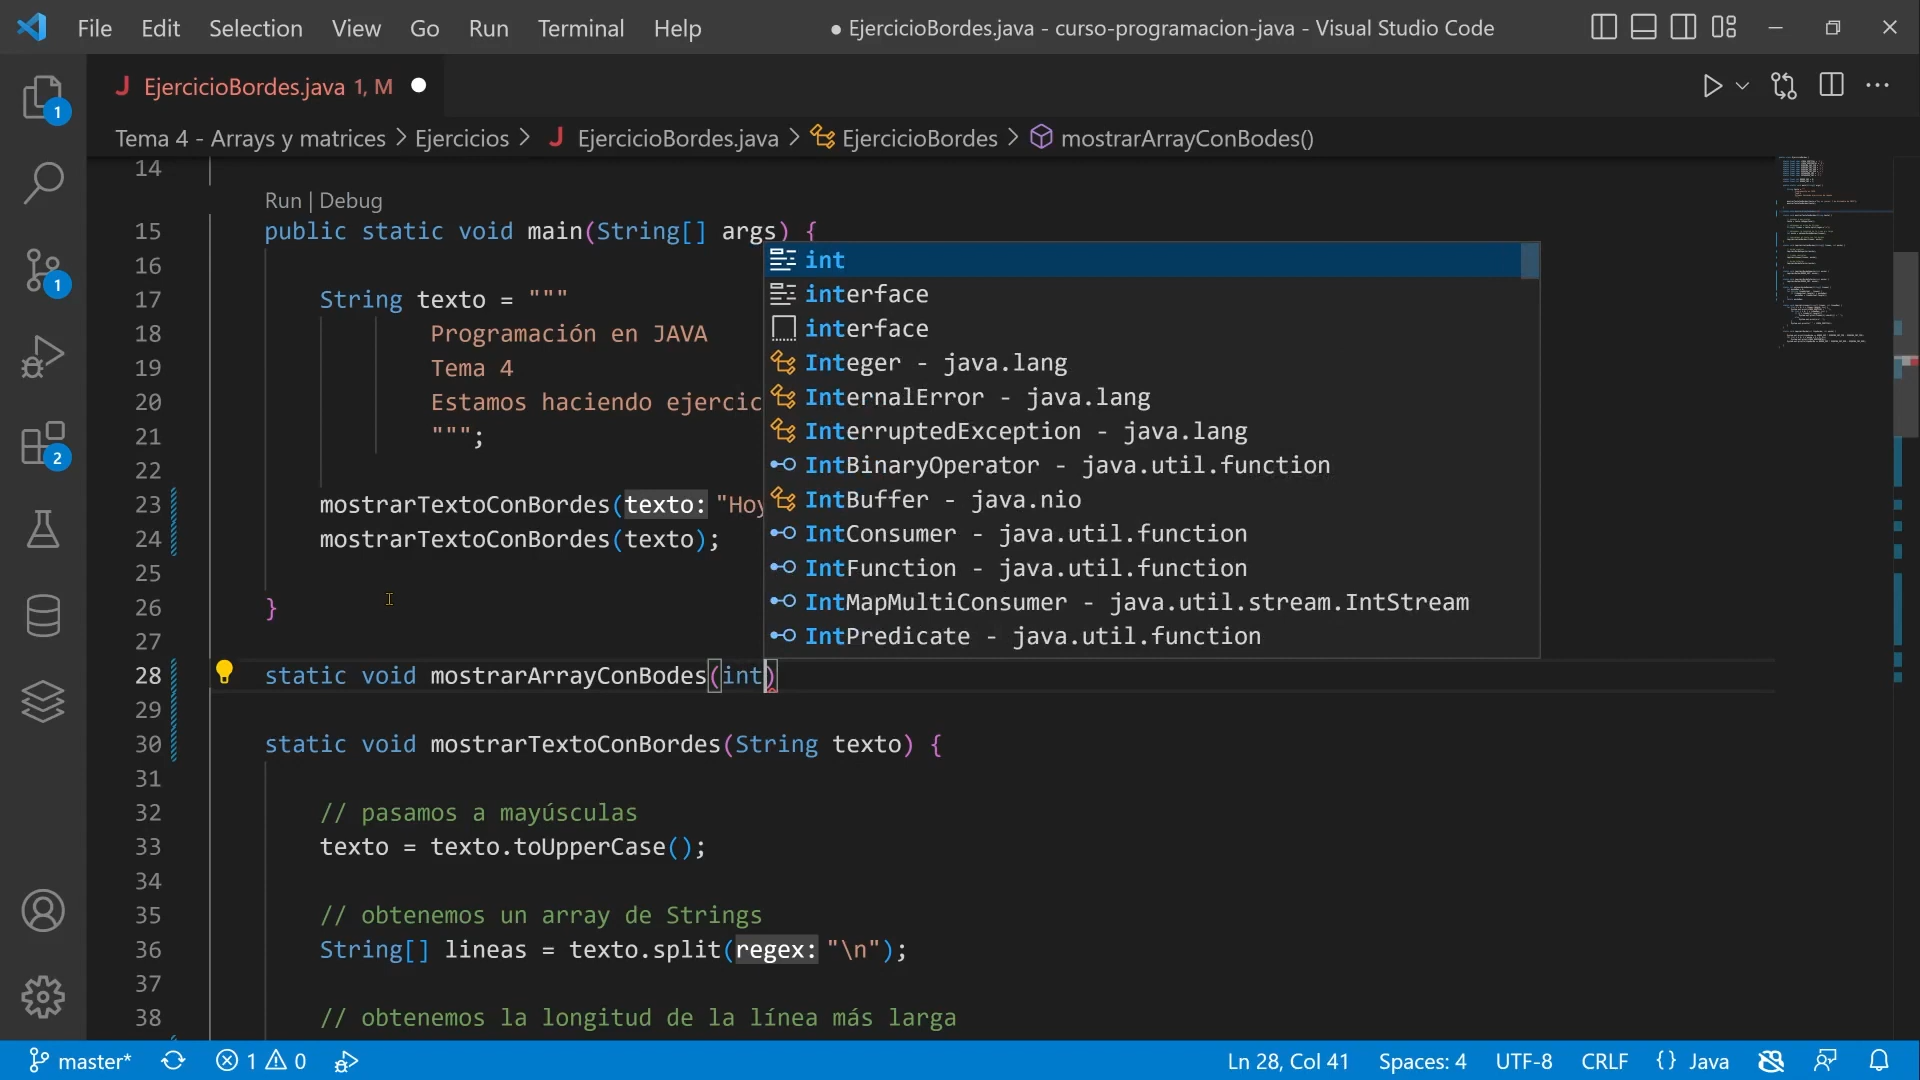 File Edit Selection View Go Run Terminal Help ● EjercicioBordes.java - curso-programacion-java - Visual Studio Code
J EjercicioBordes.java 1, M
Tema 4 - Arrays y matrices > Ejercicios > J EjercicioBordes.java > EjercicioBordes > mostrarArrayConBodes()
14
Run | Debug
15 public static void main(String[] args) {
16
17 String texto = """
18 Programación en JAVA
19 Tema 4
20 Estamos haciendo ejercic
21 """;
22
23 mostrarTextoConBordes(texto: "Hoy
24 mostrarTextoConBordes(texto);
25
26 }
27
28 static void mostrarArrayConBodes(int)
29
30 static void mostrarTextoConBordes(String texto) {
31
32 // pasamos a mayúsculas
33 texto = texto.toUpperCase();
34
35 // obtenemos un array de Strings
36 String[] lineas = texto.split(regex: "\n");
37
38 // obtenemos la longitud de la línea más larga
int
interface
interface
Integer - java.lang
InternalError - java.lang
InterruptedException - java.lang
IntBinaryOperator - java.util.function
IntBuffer - java.nio
IntConsumer - java.util.function
IntFunction - java.util.function
IntMapMultiConsumer - java.util.stream.IntStream
IntPredicate - java.util.function
1
1
2
master* 1 0 Ln 28, Col 41 Spaces: 4 UTF-8 CRLF {} Java